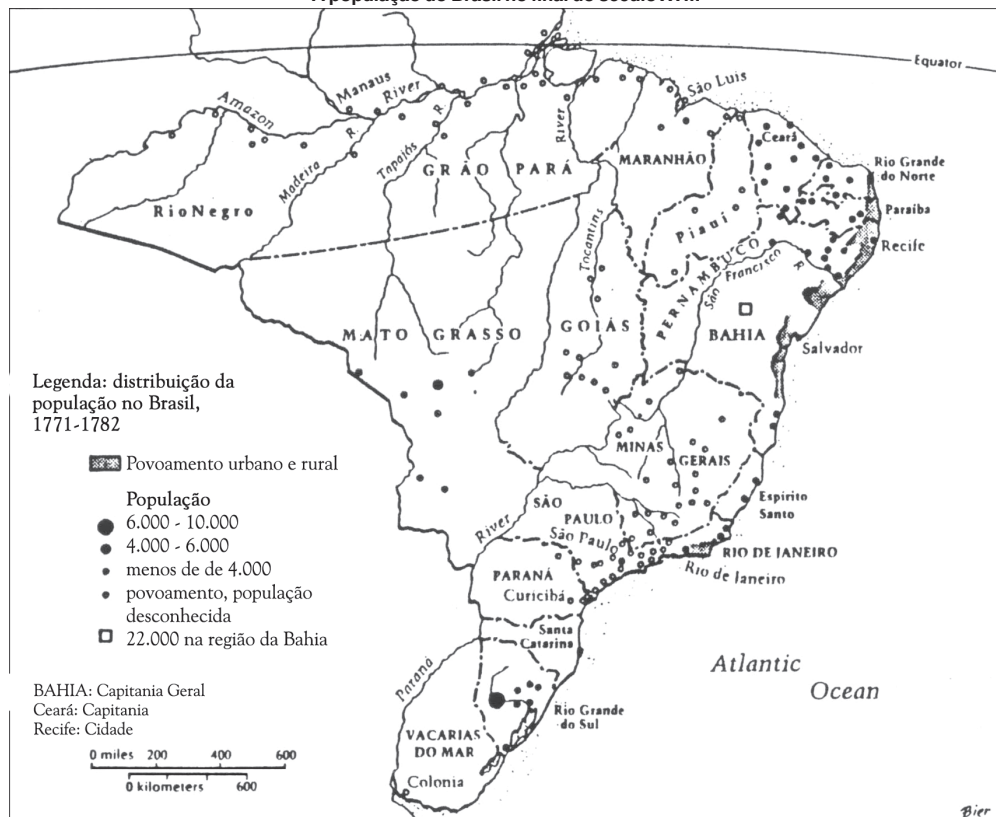 Equator
Manaus
River
Amazon
São Luis
R.
R.
River
Ceará
Madeira
Tapajós
GRÃO PARÁ
MARANHÃO
Rio Grande
do Norte
Rio Negro
Piauí
Paraíba
Tocantins
Recife
PERNAMBUCO
São Francisco R.
MATO GRASSO
GOIÁS
BAHIA
Salvador
Legenda: distribuição da
população no Brasil,
1771-1782
Povoamento urbano e rural
População
6.000 - 10.000
4.000 - 6.000
menos de de 4.000
povoamento, população
desconhecida
22.000 na região da Bahia
MINAS
GERAIS
Espírito
Santo
SÃO
PAULO
River
São Paulo
RIO DE JANEIRO
Rio de Janeiro
PARANÁ
Curicibá
Santa
Catarina
Paraná
Atlantic
Ocean
Rio Grande
do Sul
VACARIAS
DO MAR
Colonia
BAHIA: Capitania Geral
Ceará: Capitania
Recife: Cidade
0 miles 200 400 600
0 kilometers 600
Bier